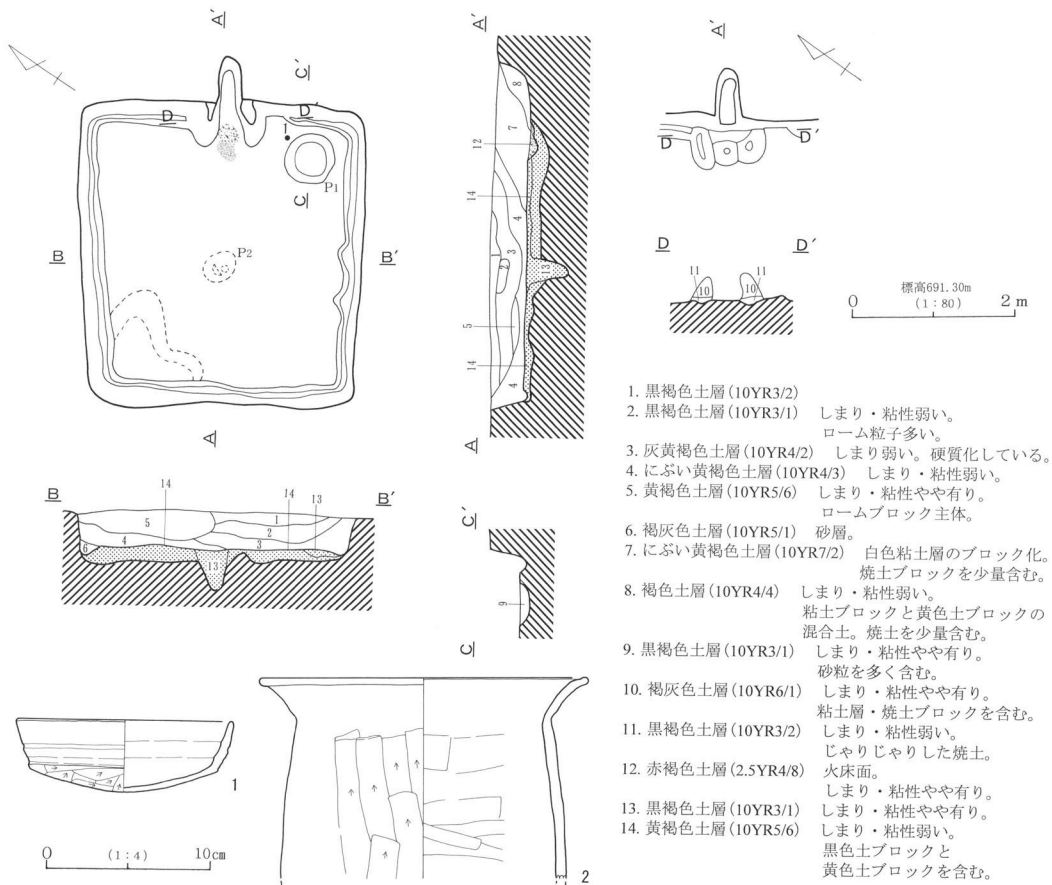 A′
C′
D
D′
1
P1
C
P2
B
B′
A
B
B′
14
14
13
5
1
2
4
3
6
13
A′
8
7
12
14
4
3
1
2
13
5
14
4
A
C′
9
C
A′
D
D′
D
D′
11
11
10
10
標高691.30m
(1:80)
0
2 m
1. 黒褐色土層(10YR3/2)
2. 黒褐色土層(10YR3/1) しまり・粘性弱い。
ローム粒子多い。
3. 灰黄褐色土層(10YR4/2) しまり弱い。硬質化している。
4. にぶい黄褐色土層(10YR4/3) しまり・粘性弱い。
5. 黄褐色土層(10YR5/6) しまり・粘性やや有り。
ロームブロック主体。
6. 褐灰色土層(10YR5/1) 砂層。
7. にぶい黄褐色土層(10YR7/2) 白色粘土層のブロック化。
焼土ブロックを少量含む。
8. 褐色土層(10YR4/4) しまり・粘性弱い。
粘土ブロックと黄色土ブロックの
混合土。焼土を少量含む。
9. 黒褐色土層(10YR3/1) しまり・粘性やや有り。
砂粒を多く含む。
10. 褐灰色土層(10YR6/1) しまり・粘性やや有り。
粘土層・焼土ブロックを含む。
11. 黒褐色土層(10YR3/2) しまり・粘性弱い。
じゃりじゃりした焼土。
12. 赤褐色土層(2.5YR4/8) 火床面。
しまり・粘性やや有り。
13. 黒褐色土層(10YR3/1) しまり・粘性やや有り。
14. 黄褐色土層(10YR5/6) しまり・粘性弱い。
黒色土ブロックと
黄色土ブロックを含む。
1
0
(1:4)
10cm
2